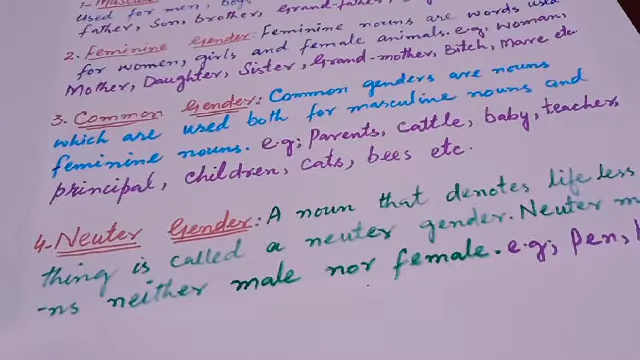 1- Masculine
used for men, boys
father, Son, brother, Grand-father,
2. Feminine Gender: Feminine nouns are words used
for women, girls and female animals. e.g; Woman,
Mother, Daughter, Sister, Grand-mother, Bitch, Mare etc
3. Common Gender: Common genders are nouns
which are used both for masculine nouns and
feminine nouns. e.g; Parents, cattle, baby, teacher,
principal, children, cats, bees etc.
4- Neuter Gender: A noun that denotes life less
thing is called a neuter gender. Neuter m
-ns neither male nor female. e.g; Pen,